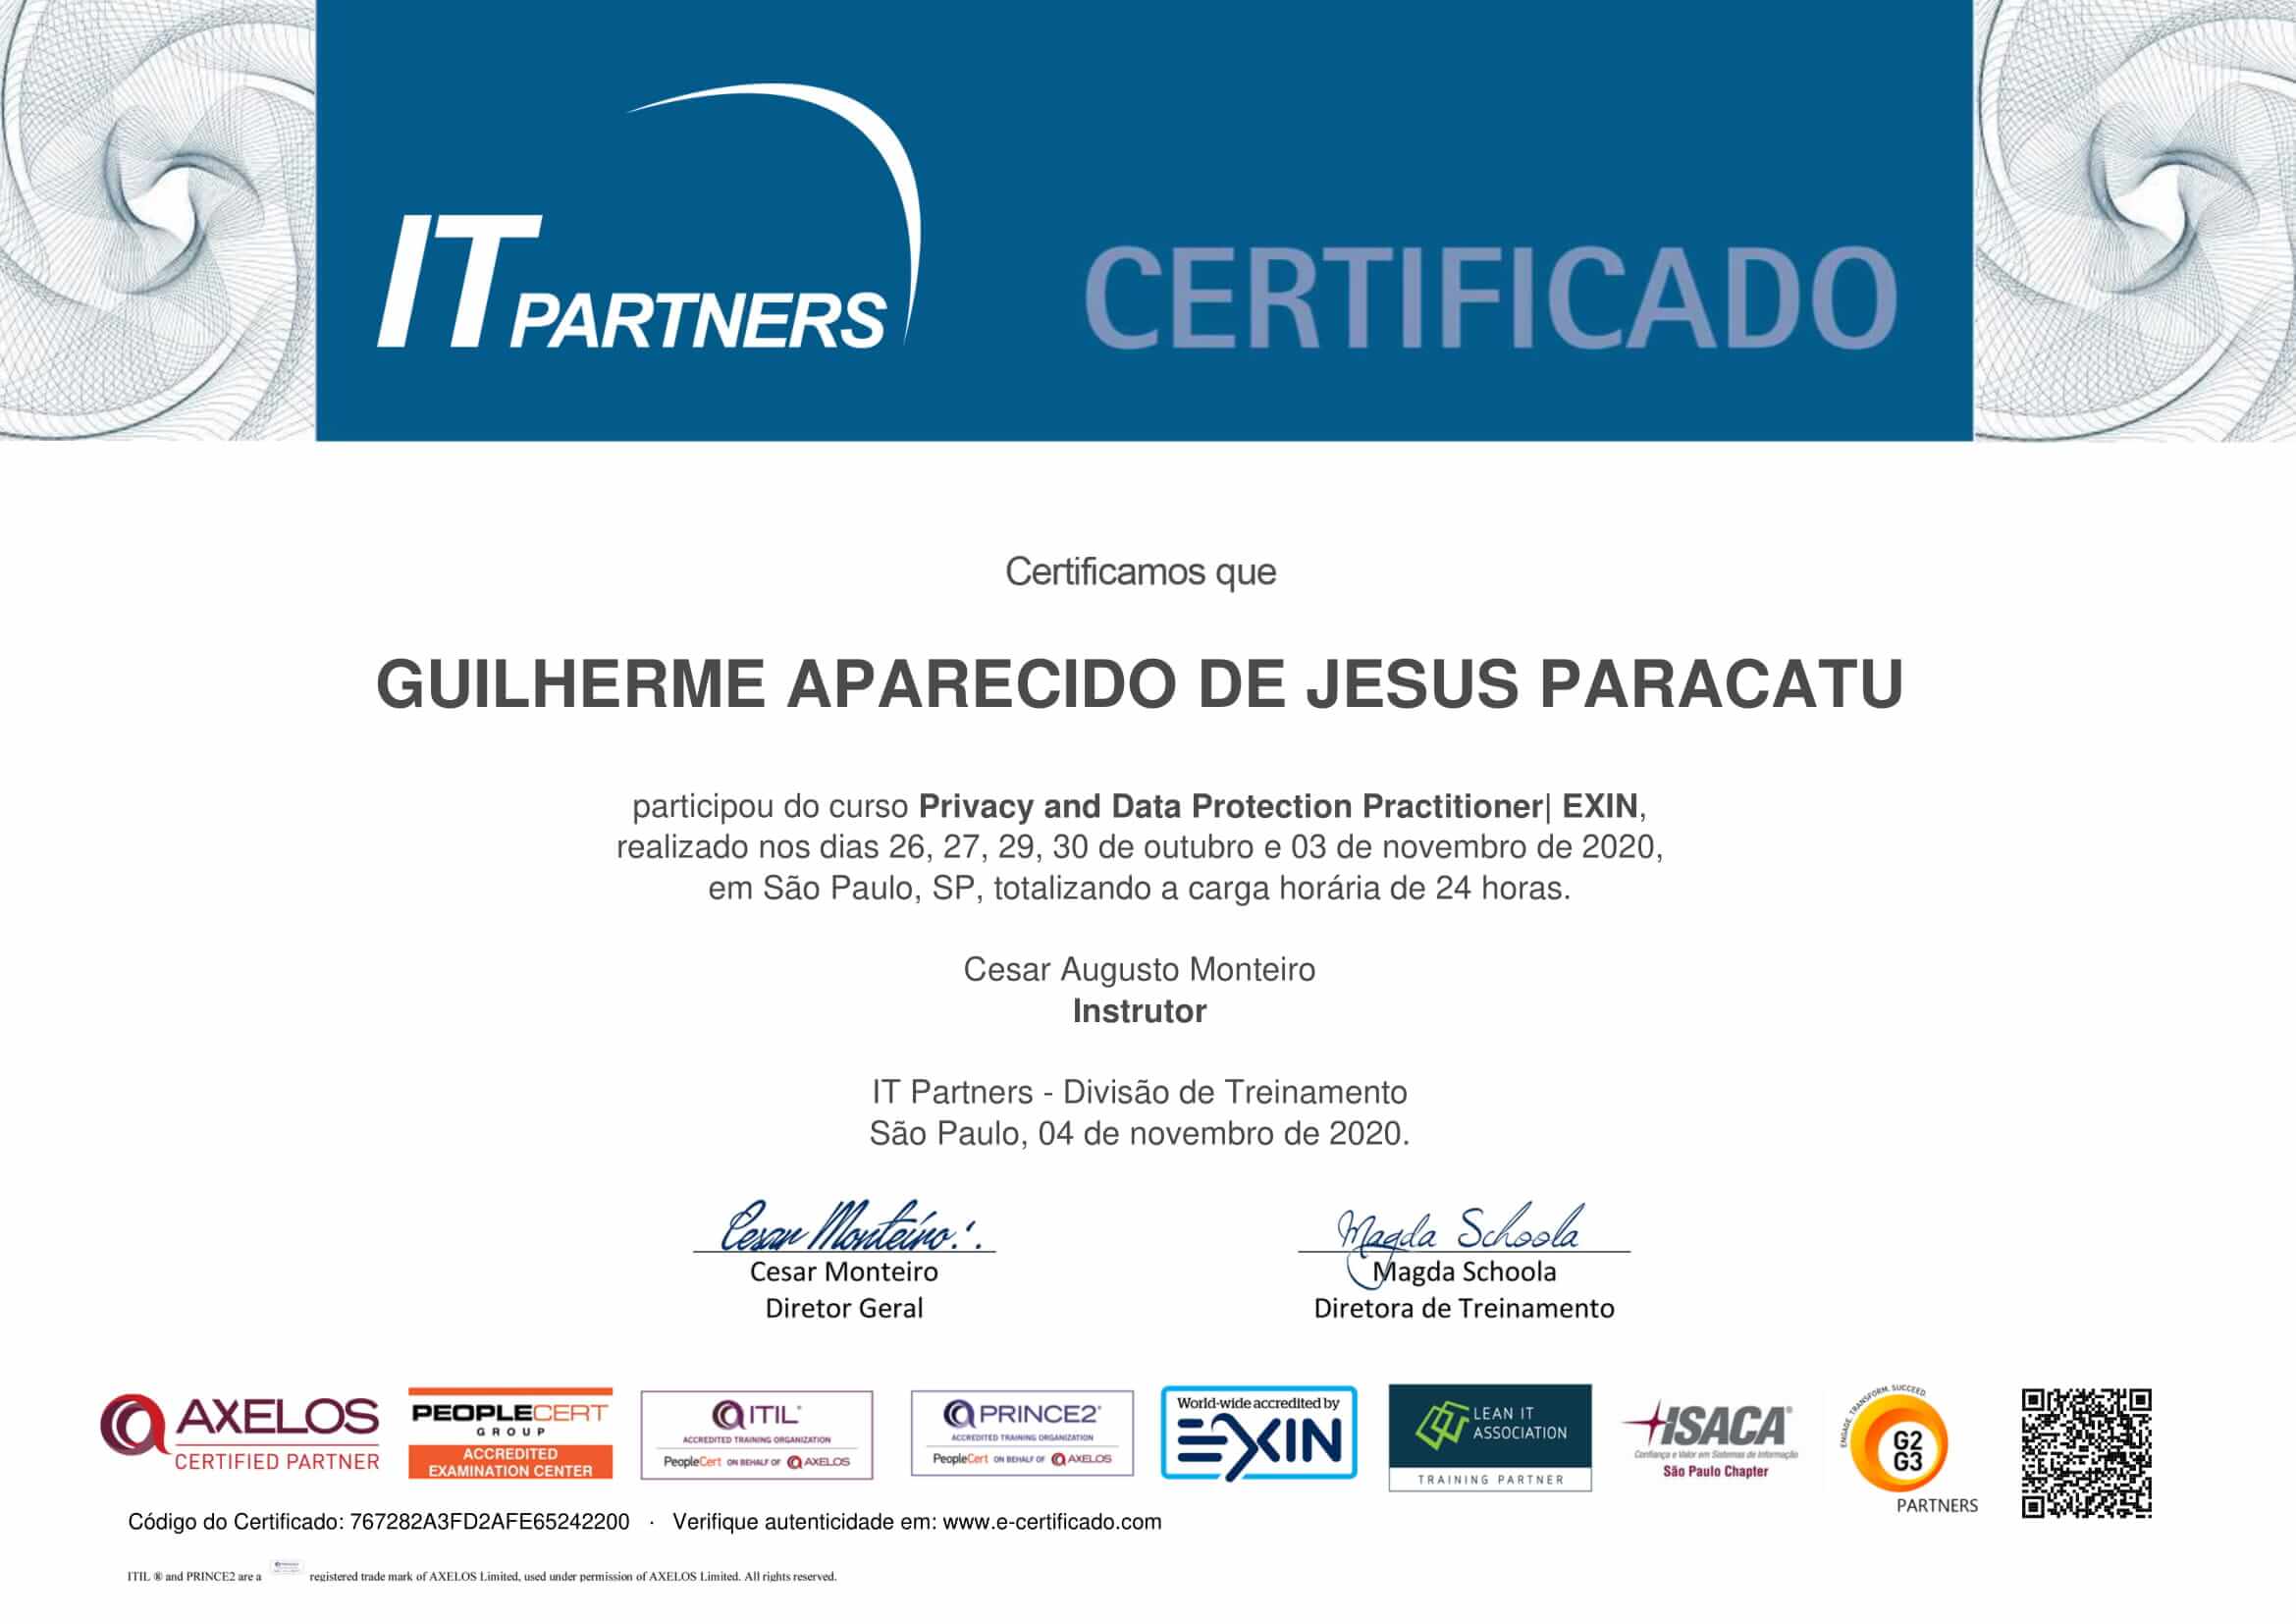 IT PARTNERS
CERTIFICADO
Certificamos que
GUILHERME APARECIDO DE JESUS PARACATU
participou do curso Privacy and Data Protection Practitioner| EXIN,
realizado nos dias 26, 27, 29, 30 de outubro e 03 de novembro de 2020,
em São Paulo, SP, totalizando a carga horária de 24 horas.
Cesar Augusto Monteiro
Instrutor
IT Partners - Divisão de Treinamento
São Paulo, 04 de novembro de 2020.
Cesar Monteiro
Magda Schoola
Cesar Monteiro
Diretor Geral
Magda Schoola
Diretora de Treinamento
AXELOS
CERTIFIED PARTNER
PEOPLECERT
GROUP
ACCREDITED
EXAMINATION CENTER
ITIL®
ACCREDITED TRAINING ORGANIZATION
PeopleCert ON BEHALF OF AXELOS
PRINCE2®
ACCREDITED TRAINING ORGANIZATION
PeopleCert ON BEHALF OF AXELOS
World-wide accredited by
EXIN
LEAN IT
ASSOCIATION
TRAINING PARTNER
ISACA®
Confiança e Valor em Sistemas de Informação
São Paulo Chapter
ENGAGE. TRANSFORM. SUCCEED.
G2
G3
PARTNERS
Código do Certificado: 767282A3FD2AFE65242200 · Verifique autenticidade em: www.e-certificado.com
ITIL ® and PRINCE2 are a registered trade mark of AXELOS Limited, used under permission of AXELOS Limited. All rights reserved.